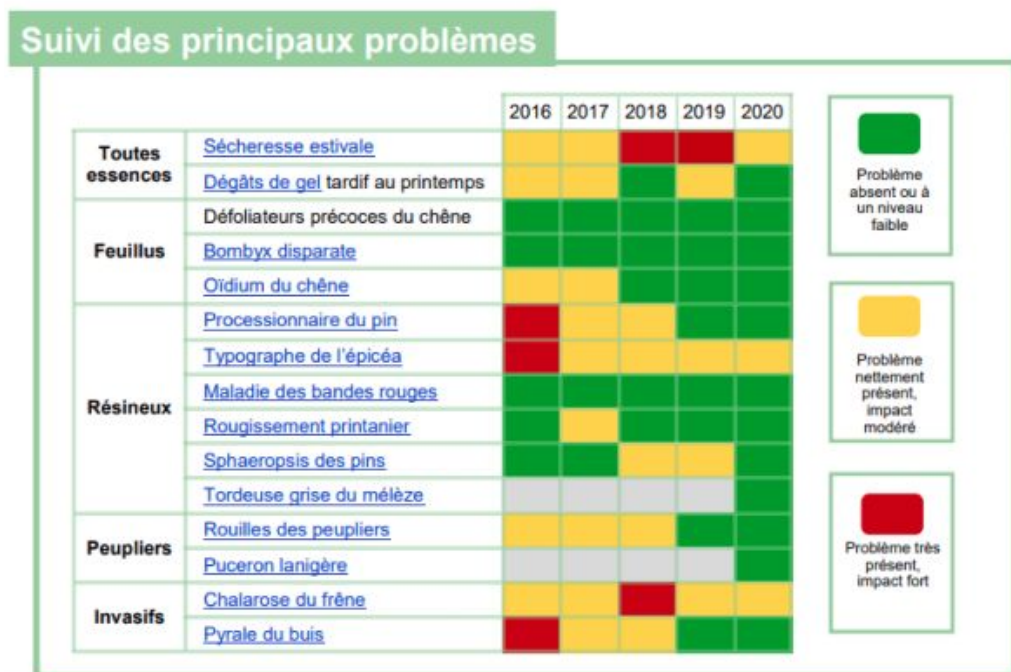 Suivi des principaux problèmes
2016 2017 2018 2019 2020
Toutes essences
Sécheresse estivale
Dégâts de gel tardif au printemps
Feuillus
Défoliateurs précoces du chêne
Bombyx disparate
Oïdium du chêne
Résineux
Processionnaire du pin
Typographe de l'épicéa
Maladie des bandes rouges
Rougissement printanier
Sphaeropsis des pins
Tordeuse grise du mélèze
Peupliers
Rouilles des peupliers
Puceron lanigère
Invasifs
Chalarose du frêne
Pyrale du buis
Problème
absent ou à
un niveau
faible
Problème
nettement
présent,
impact
modéré
Problème très
présent,
impact fort